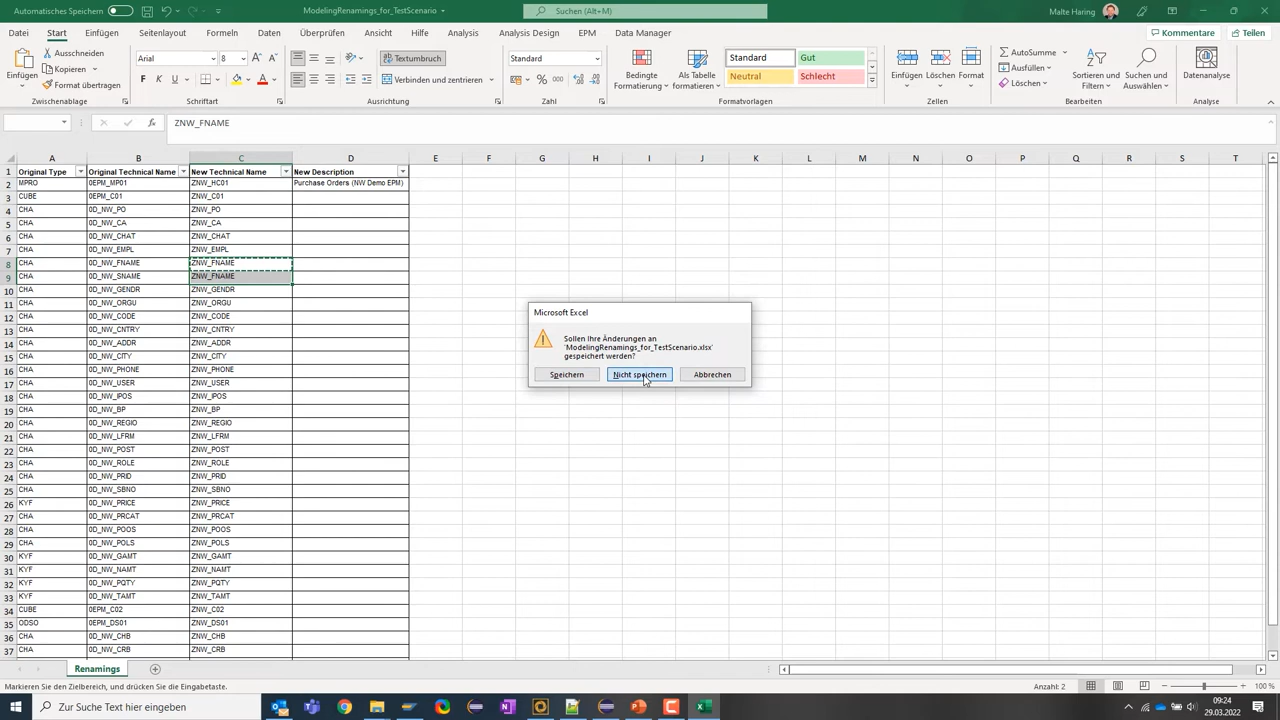 Automatisches Speichern
ModelingRenamings_for_TestScenario
Suchen (Alt+M)
Malte Haring
Datei Start Einfügen Seitenlayout Formeln Daten Überprüfen Ansicht Hilfe Analysis Analysis Design EPM Data Manager
Kommentare Teilen
Einfügen
Ausschneiden
Kopieren
Format übertragen
Zwischenablage
Arial 8
F K U
Schriftart
Textumbruch
Verbinden und zentrieren
Ausrichtung
Standard
Zahl
Bedingte Formatierung
Als Tabelle formatieren
Standard Gut
Neutral Schlecht
Formatvorlagen
Einfügen Löschen Format
Zellen
AutoSumme
Ausfüllen
Löschen
Sortieren und Filtern
Suchen und Auswählen
Bearbeiten
Datenanalyse
Analyse
ZNW_FNAME
A B C D E F G H I J K L M N O P Q R S T
1 Original Type Original Technical Name New Technical Name New Description
2 MPRO 0EPM_MP01 ZNW_HC01 Purchase Orders (NW Demo EPM)
3 CUBE 0EPM_C01 ZNW_C01
4 CHA 0D_NW_PO ZNW_PO
5 CHA 0D_NW_CA ZNW_CA
6 CHA 0D_NW_CHAT ZNW_CHAT
7 CHA 0D_NW_EMPL ZNW_EMPL
8 CHA 0D_NW_FNAME ZNW_FNAME
9 CHA 0D_NW_SNAME ZNW_FNAME
10 CHA 0D_NW_GENDR ZNW_GENDR
11 CHA 0D_NW_ORGU ZNW_ORGU
12 CHA 0D_NW_CODE ZNW_CODE
13 CHA 0D_NW_CNTRY ZNW_CNTRY
14 CHA 0D_NW_ADDR ZNW_ADDR
15 CHA 0D_NW_CITY ZNW_CITY
16 CHA 0D_NW_PHONE ZNW_PHONE
17 CHA 0D_NW_USER ZNW_USER
18 CHA 0D_NW_IPOS ZNW_IPOS
19 CHA 0D_NW_BP ZNW_BP
20 CHA 0D_NW_REGIO ZNW_REGIO
21 CHA 0D_NW_LFRM ZNW_LFRM
22 CHA 0D_NW_POST ZNW_POST
23 CHA 0D_NW_ROLE ZNW_ROLE
24 CHA 0D_NW_PRID ZNW_PRID
25 CHA 0D_NW_SBNO ZNW_SBNO
26 KYF 0D_NW_PRICE ZNW_PRICE
27 CHA 0D_NW_PRCAT ZNW_PRCAT
28 CHA 0D_NW_POOS ZNW_POOS
29 CHA 0D_NW_POLS ZNW_POLS
30 KYF 0D_NW_GAMT ZNW_GAMT
31 KYF 0D_NW_NAMT ZNW_NAMT
32 KYF 0D_NW_PQTY ZNW_PQTY
33 KYF 0D_NW_TAMT ZNW_TAMT
34 CUBE 0EPM_C02 ZNW_C02
35 ODSO 0EPM_DS01 ZNW_DS01
36 CHA 0D_NW_CHB ZNW_CHB
37 CHA 0D_NW_CRB ZNW_CRB
Microsoft Excel
Sollen Ihre Änderungen an
'ModelingRenamings_for_TestScenario.xlsx'
gespeichert werden?
Speichern Nicht speichern Abbrechen
Renamings
Markieren Sie den Zielbereich, und drücken Sie die Eingabetaste.
Anzahl: 2
100 %
Zur Suche Text hier eingeben
09:24
29.03.2022